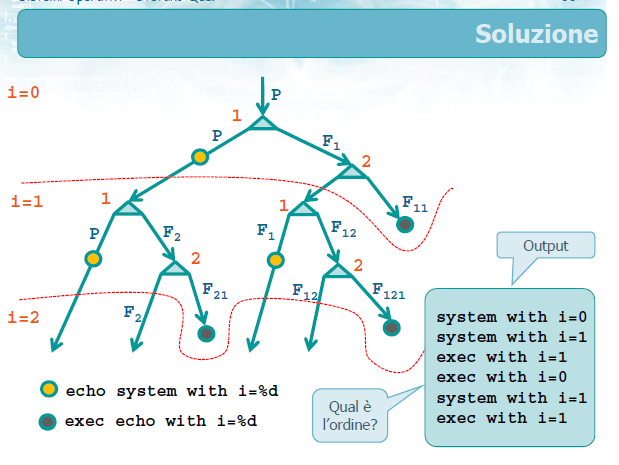 Soluzione
i=0
P
1
P
F1
2
i=1
1
1
F11
P
F2
F1
F12
2
2
F21
F12
F121
F2
i=2
Output
system with i=0
system with i=1
exec with i=1
exec with i=0
system with i=1
exec with i=1
echo system with i=%d
exec echo with i=%d
Qual è
l'ordine?